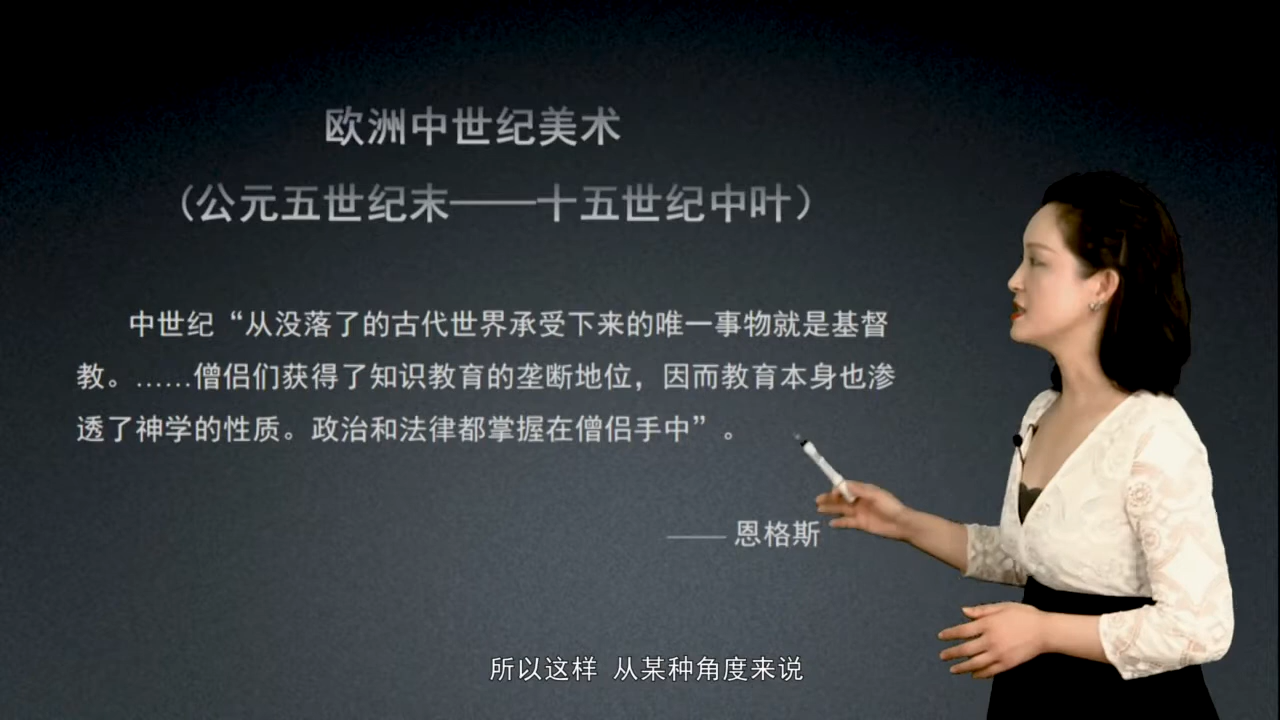 欧洲中世纪美术
（公元五世纪末——十五世纪中叶）
中世纪“从没落了的古代世界承受下来的唯一事物就是基督
教。……僧侣们获得了知识教育的垄断地位，因而教育本身也渗
透了神学的性质。政治和法律都掌握在僧侣手中”。
——恩格斯
所以这样 从某种角度来说